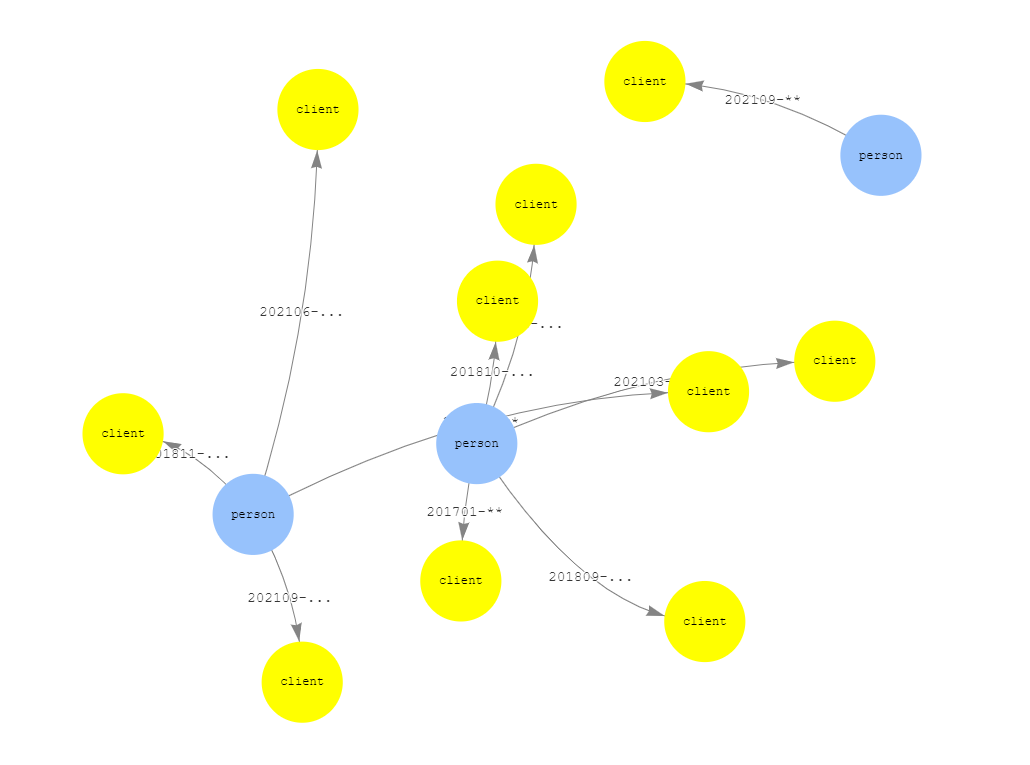 client
202109-**
client
person
client
202106-...
client
-...
client
client
201810-...
202103-
client
client
person
201811-...
201701-**
person
client
201809-...
202109-...
client
client